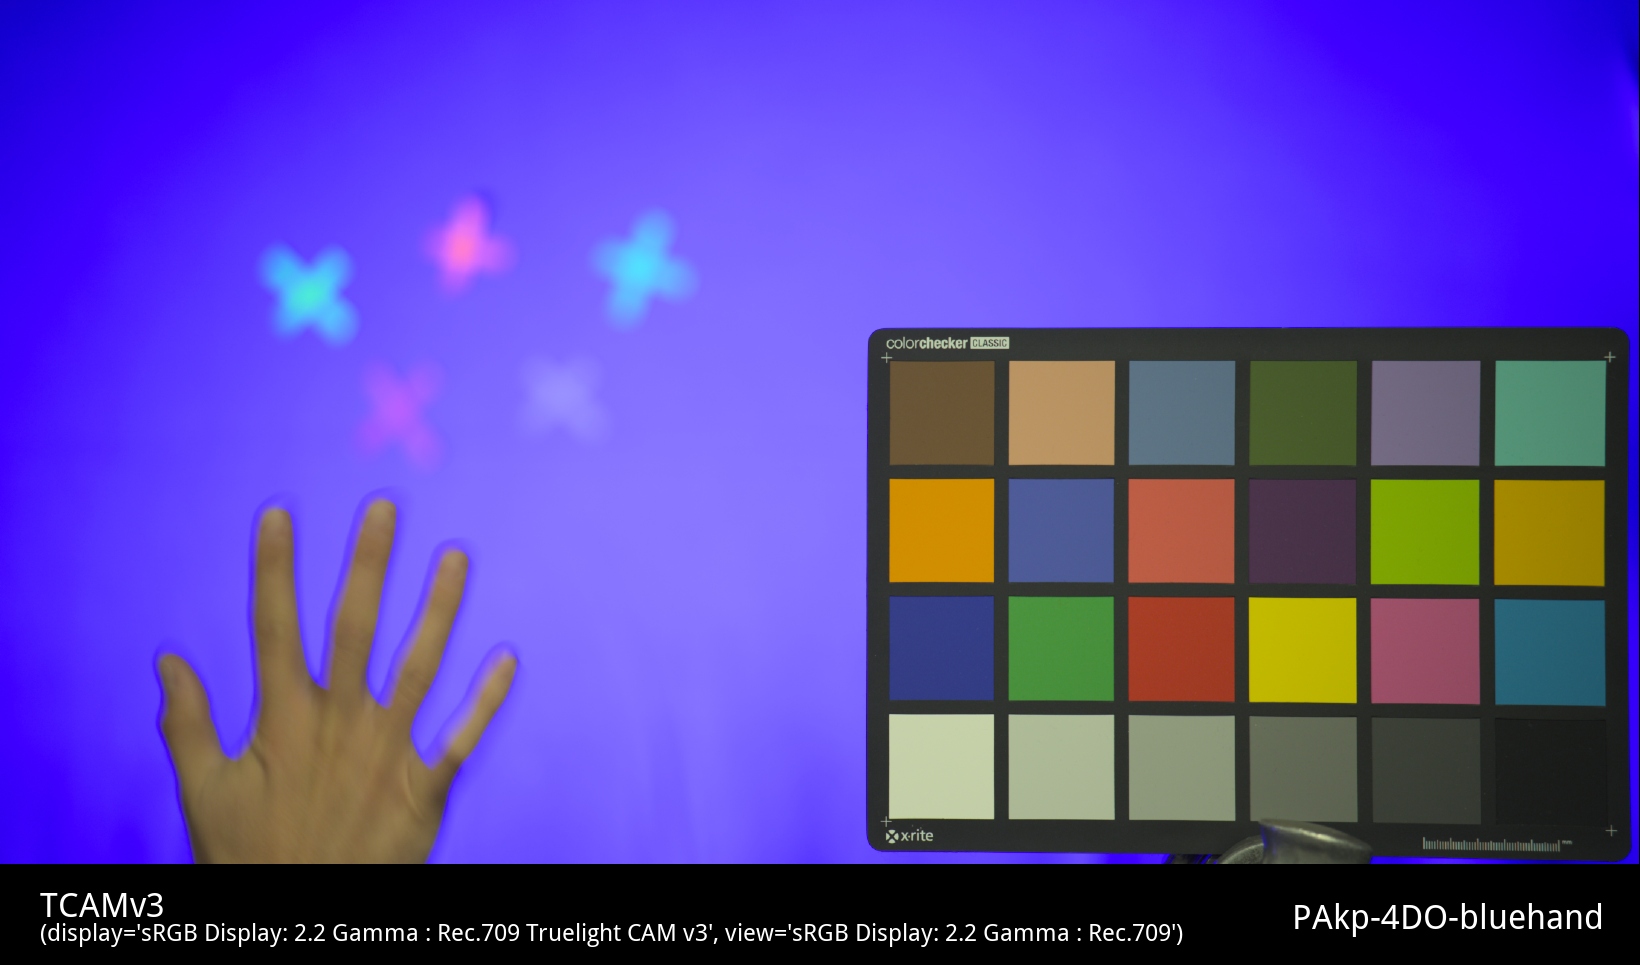 colorchecker CLASSIC
x·rite
mm
TCAMv3
(display='sRGB Display: 2.2 Gamma : Rec.709 Truelight CAM v3', view='sRGB Display: 2.2 Gamma : Rec.709')
PAkp-4DO-bluehand